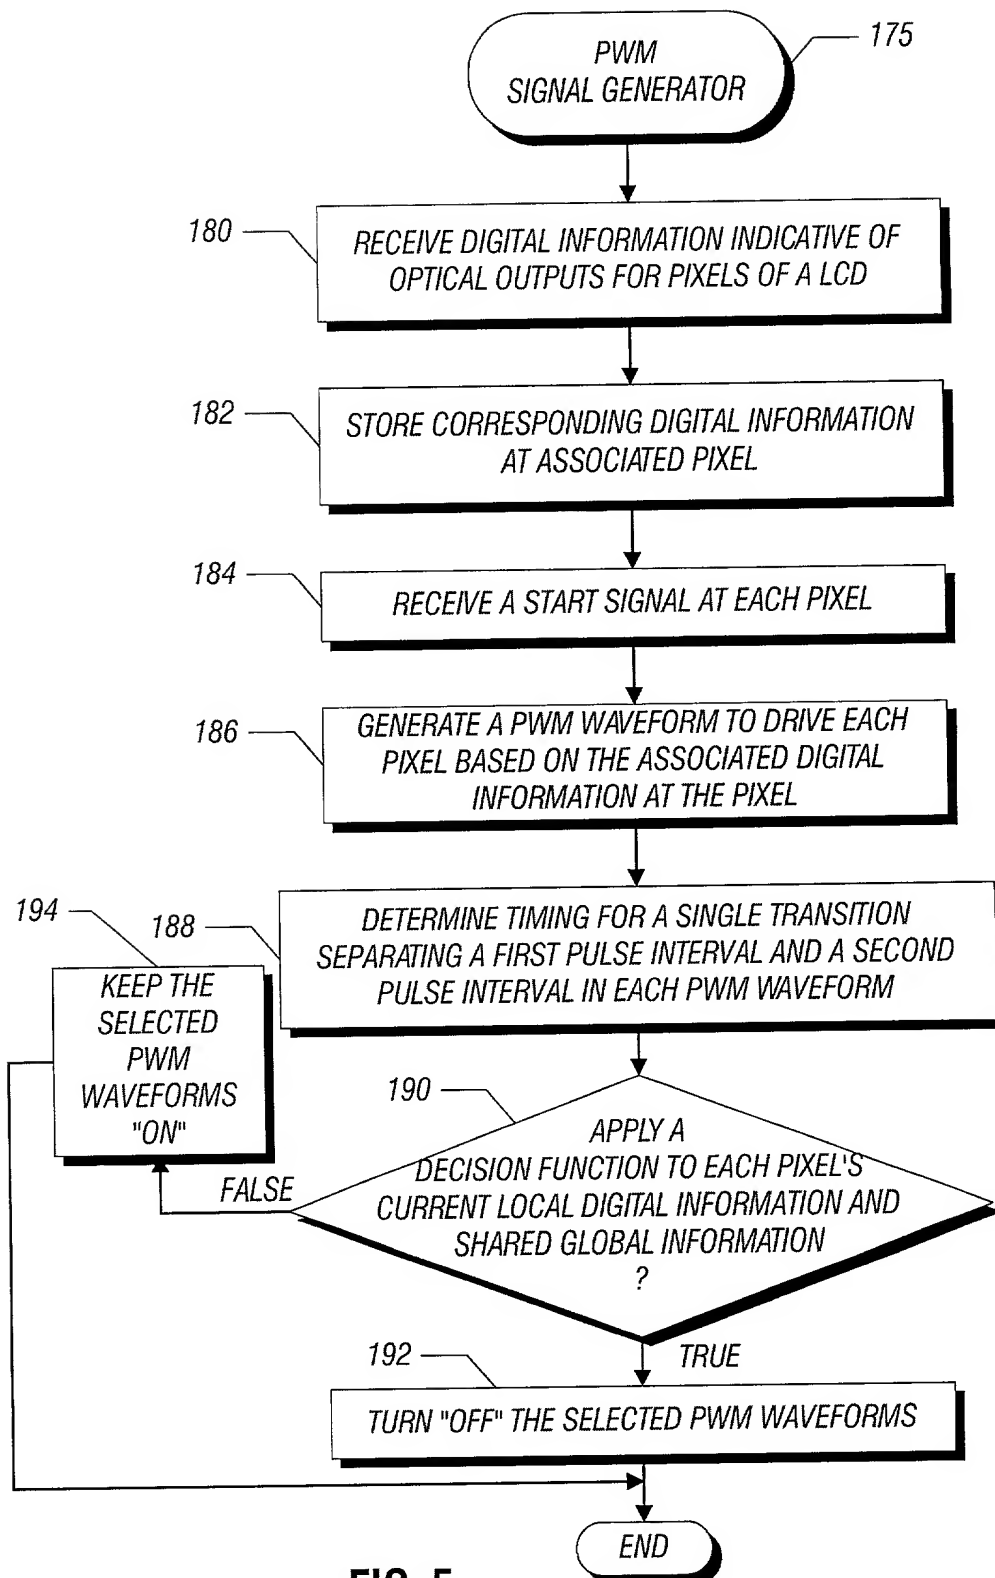 PWM
SIGNAL GENERATOR
175
180
RECEIVE DIGITAL INFORMATION INDICATIVE OF
OPTICAL OUTPUTS FOR PIXELS OF A LCD
182
STORE CORRESPONDING DIGITAL INFORMATION
AT ASSOCIATED PIXEL
184
RECEIVE A START SIGNAL AT EACH PIXEL
186
GENERATE A PWM WAVEFORM TO DRIVE EACH
PIXEL BASED ON THE ASSOCIATED DIGITAL
INFORMATION AT THE PIXEL
188
DETERMINE TIMING FOR A SINGLE TRANSITION
SEPARATING A FIRST PULSE INTERVAL AND A SECOND
PULSE INTERVAL IN EACH PWM WAVEFORM
194
KEEP THE
SELECTED
PWM
WAVEFORMS
"ON"
190
APPLY A
DECISION FUNCTION TO EACH PIXEL'S
CURRENT LOCAL DIGITAL INFORMATION AND
SHARED GLOBAL INFORMATION
?
FALSE
TRUE
192
TURN "OFF" THE SELECTED PWM WAVEFORMS
END
FIG. 5